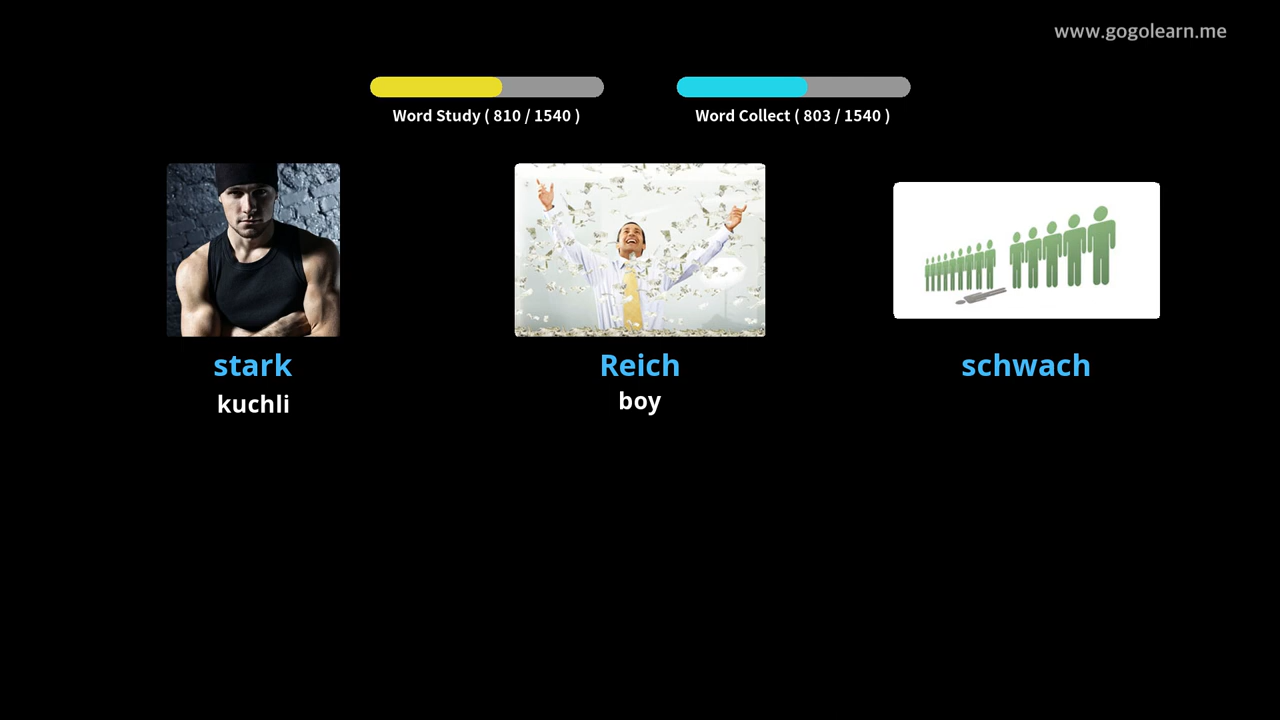 www.gogolearn.me
Word Study ( 810 / 1540 )
Word Collect ( 803 / 1540 )
stark
Reich
schwach
kuchli
boy